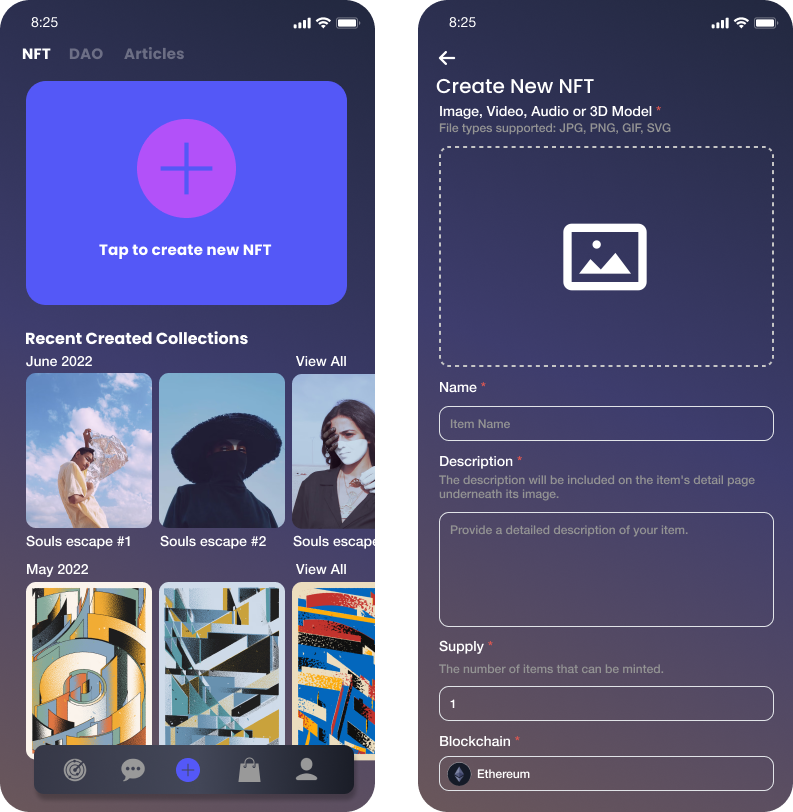 8:25
NFT DAO Articles
Tap to create new NFT
Recent Created Collections
June 2022 View All
Souls escape #1 Souls escape #2 Souls escape
May 2022 View All
8:25
Create New NFT
Image, Video, Audio or 3D Model *
File types supported: JPG, PNG, GIF, SVG
Name *
Item Name
Description *
The description will be included on the item's detail page
underneath its image.
Provide a detailed description of your item.
Supply *
The number of items that can be minted.
1
Blockchain *
Ethereum